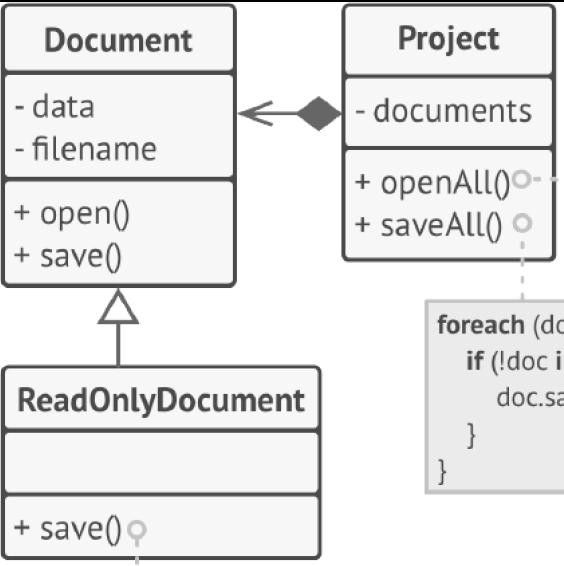 Document
- data
- filename
+ open()
+ save()
Project
- documents
+ openAll()
+ saveAll()
foreach (
if (!doc
}
}
ReadOnlyDocument
+ save()